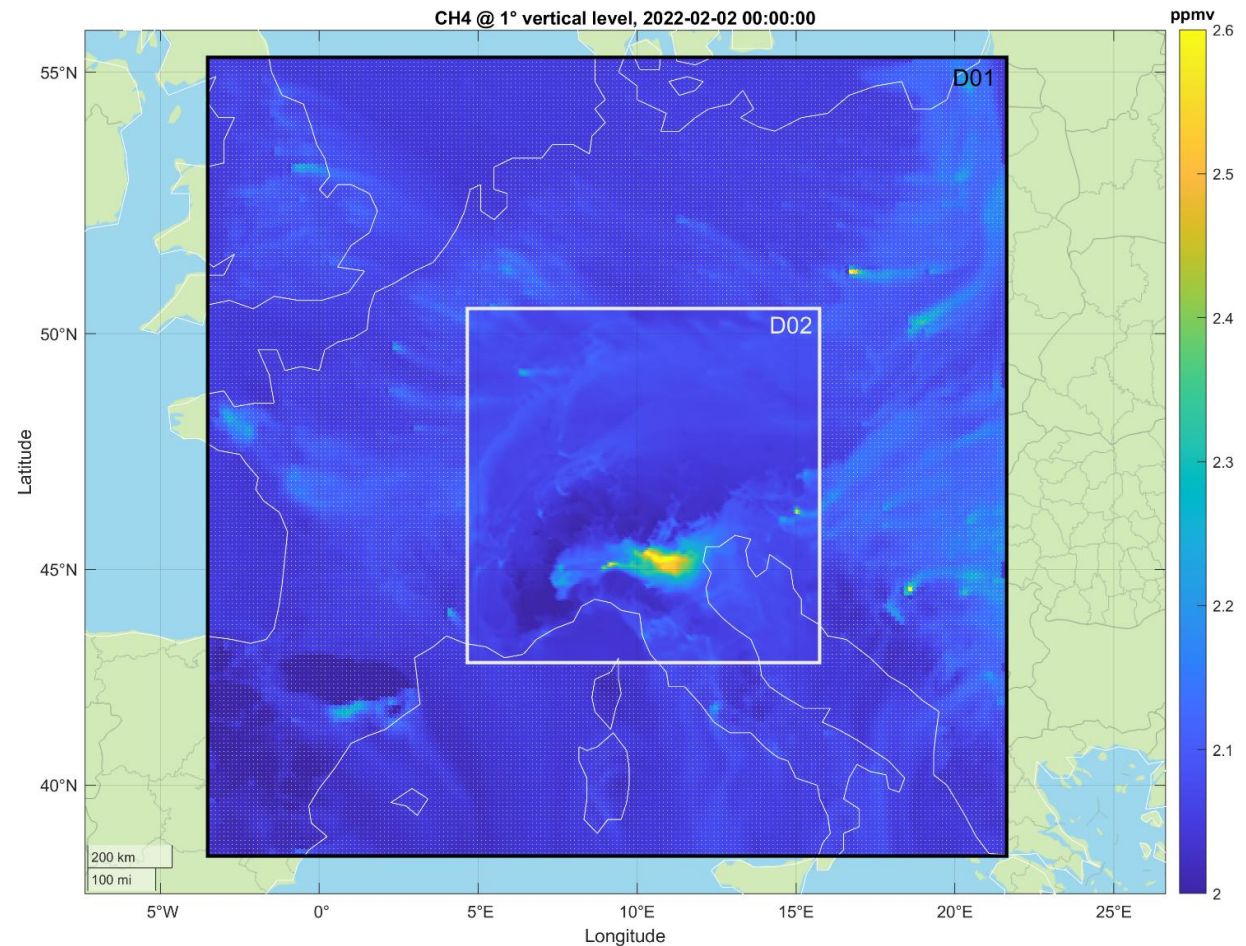 CH4 @ 1° vertical level, 2022-02-02 00:00:00
ppmv
D01
D02
55°N
50°N
45°N
40°N
Latitude
2.6
2.5
2.4
2.3
2.2
2.1
2
200 km
100 mi
5°W
0°
5°E
10°E
15°E
20°E
25°E
Longitude